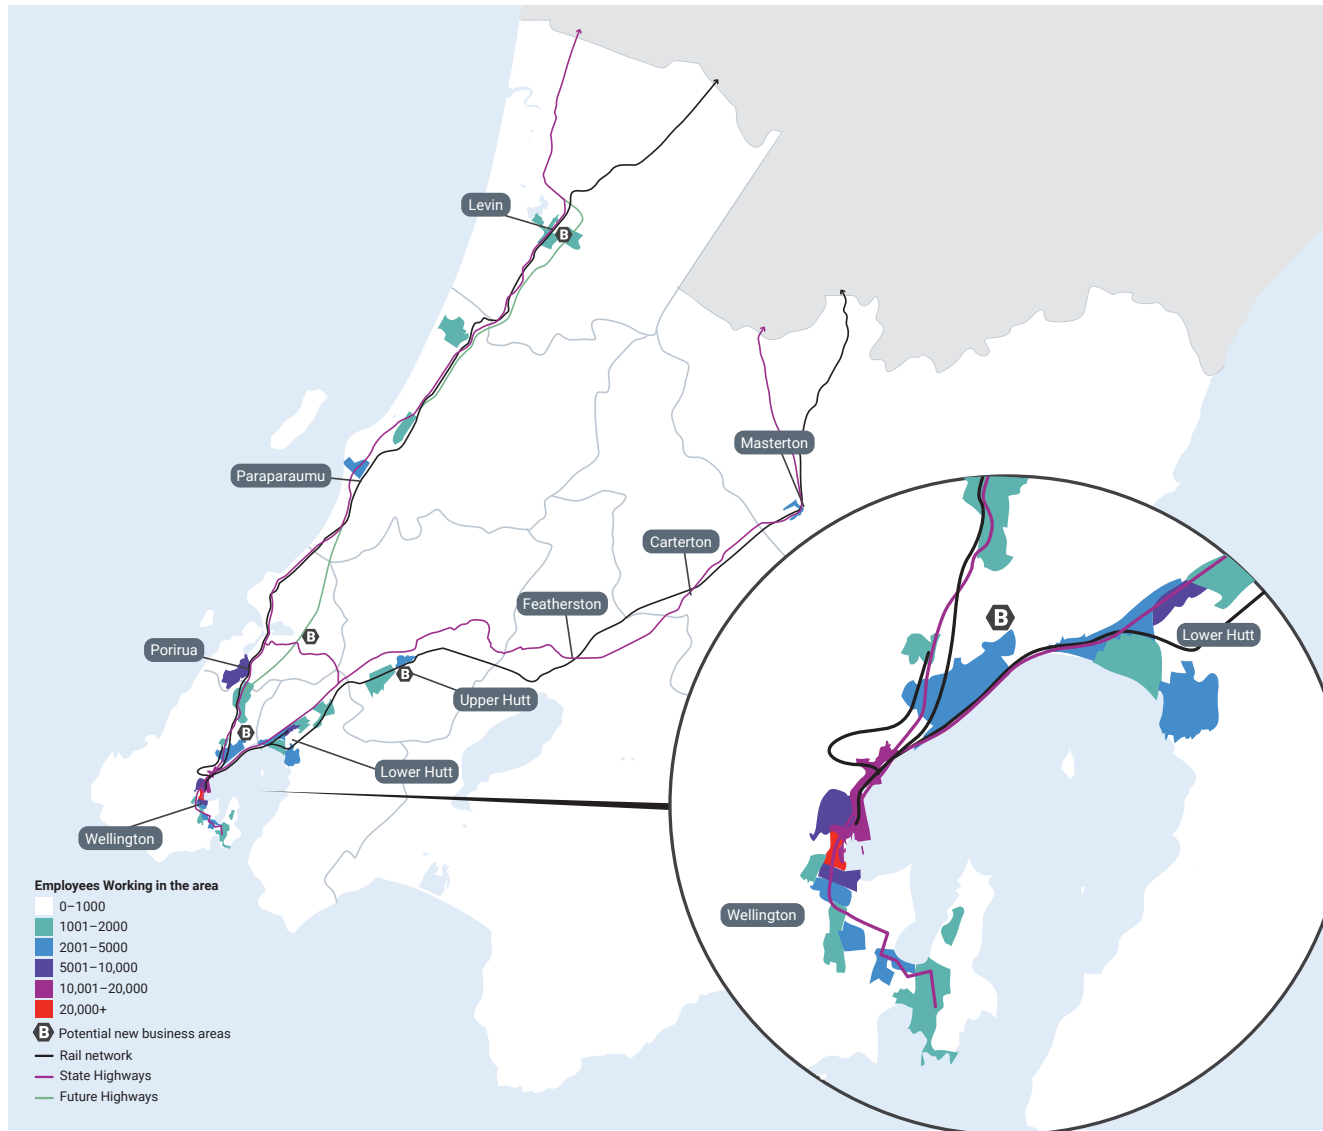 Levin
B
Masterton
Paraparaumu
Carterton
Featherston
B
B
Lower Hutt
Porirua
B
Upper Hutt
B
Lower Hutt
Wellington
Wellington
Employees Working in the area
0–1000
1001–2000
2001–5000
5001–10,000
10,001–20,000
20,000+
B Potential new business areas
Rail network
State Highways
Future Highways